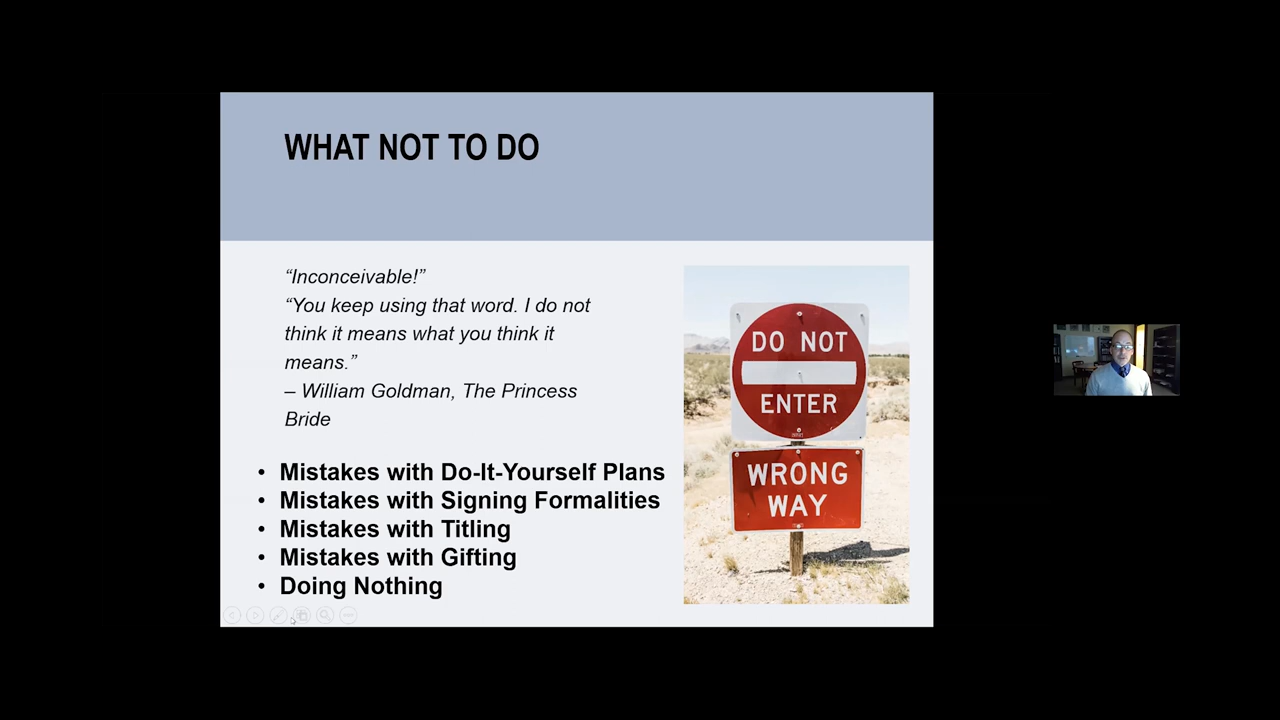 WHAT NOT TO DO
“Inconceivable!”
“You keep using that word. I do not
think it means what you think it
means.”
– William Goldman, The Princess
Bride
• Mistakes with Do-It-Yourself Plans
• Mistakes with Signing Formalities
• Mistakes with Titling
• Mistakes with Gifting
• Doing Nothing
DO NOT
ENTER
WRONG
WAY